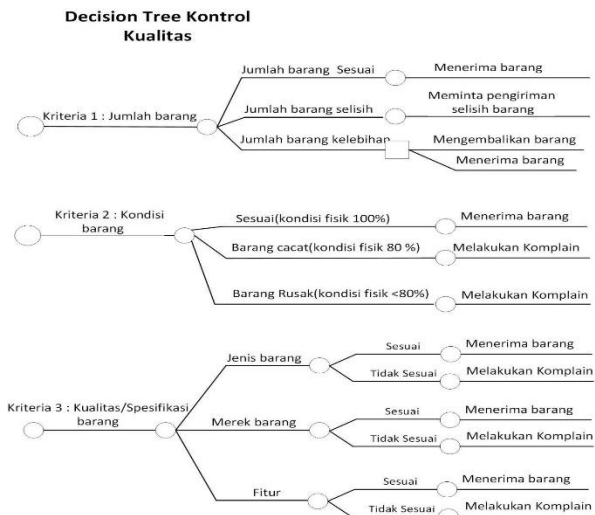 Decision Tree Kontrol
Kualitas
Jumlah barang Sesuai
Menerima barang
Kriteria 1 : Jumlah barang
Jumlah barang selisih
Meminta pengiriman
selisih barang
Jumlah barang kelebihan
Mengembalikan barang
Menerima barang
Kriteria 2 : Kondisi
barang
Sesuai(kondisi fisik 100%)
Menerima barang
Barang cacat(kondisi fisik 80 %)
Melakukan Komplain
Barang Rusak(kondisi fisik <80%)
Melakukan Komplain
Kriteria 3 : Kualitas/Spesifikasi
barang
Jenis barang
Sesuai
Menerima barang
Tidak Sesuai
Melakukan Komplain
Merek barang
Sesuai
Menerima barang
Tidak Sesuai
Melakukan Komplain
Fitur
Sesuai
Menerima barang
Tidak Sesuai
Melakukan Komplain